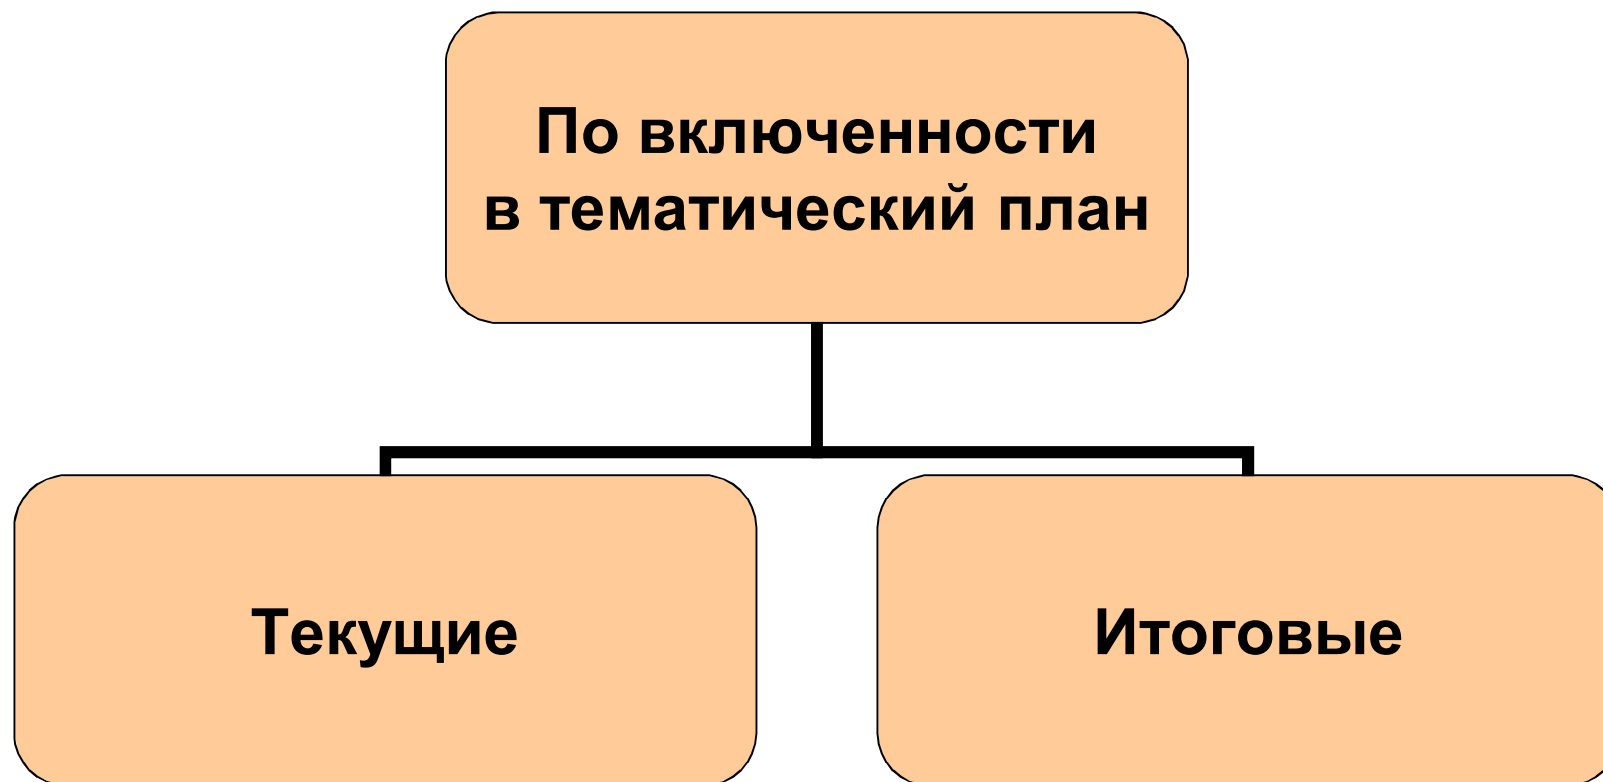 По включенности
в тематический план
Текущие
Итоговые